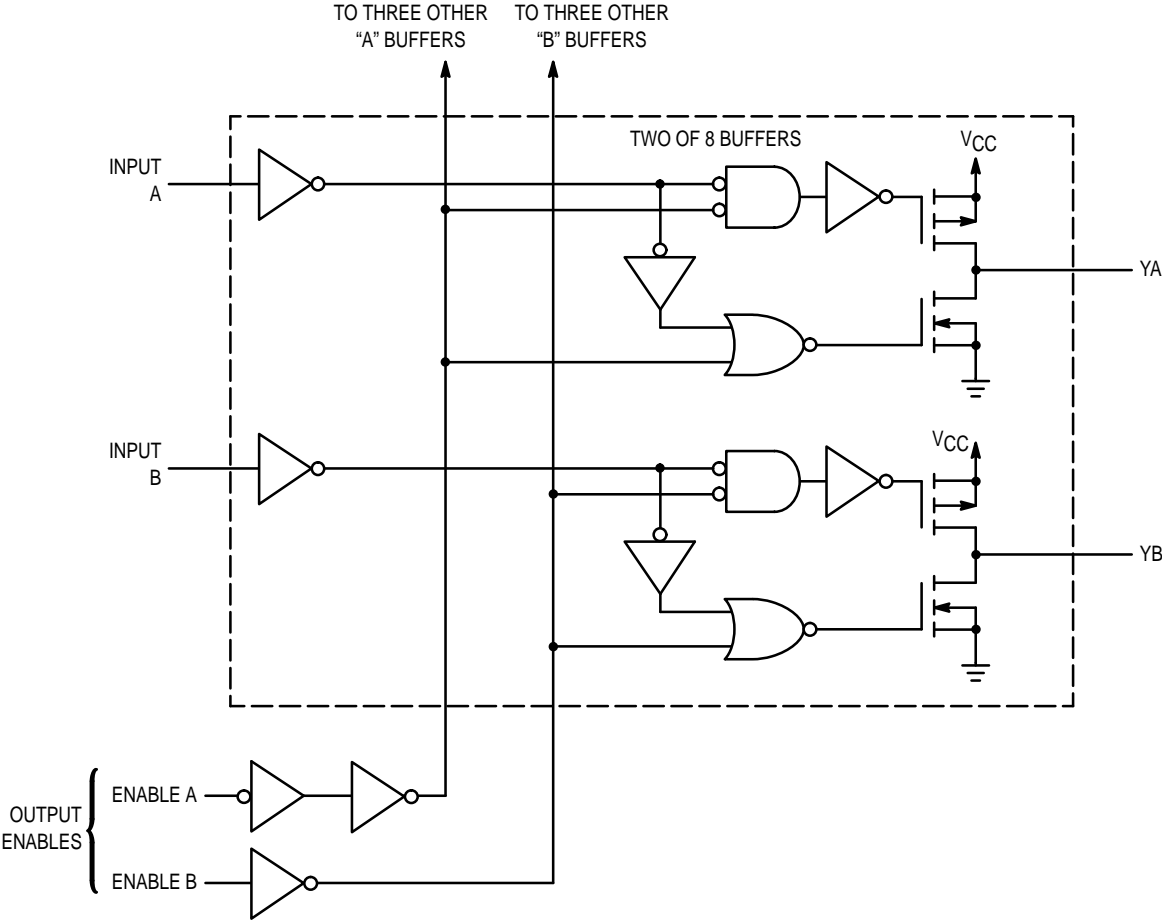 TO THREE OTHER
“A” BUFFERS
TO THREE OTHER
“B” BUFFERS
TWO OF 8 BUFFERS
VCC
INPUT
A
YA
INPUT
B
VCC
YB
OUTPUT
ENABLES
ENABLE A
ENABLE B